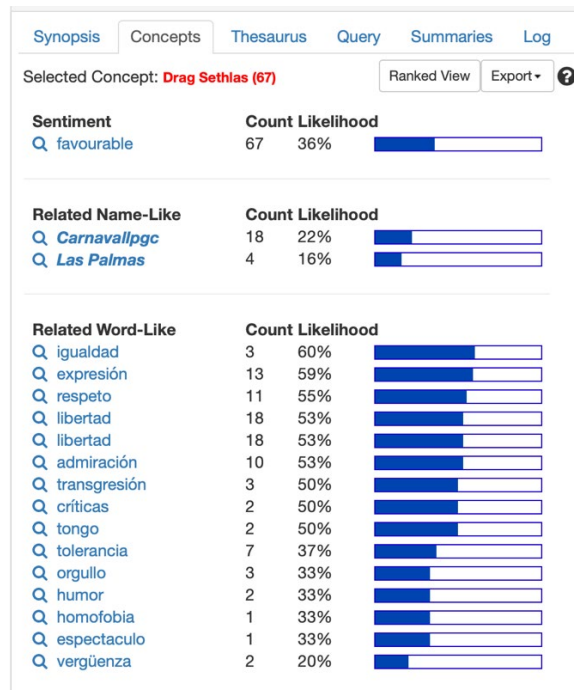 Synopsis Concepts Thesaurus Query Summaries Log
Selected Concept: Drag Sethlas (67) Ranked View Export
Sentiment Count Likelihood
favourable 67 36%
Related Name-Like Count Likelihood
Carnavallpgc 18 22%
Las Palmas 4 16%
Related Word-Like Count Likelihood
igualdad 3 60%
expresión 13 59%
respeto 11 55%
libertad 18 53%
libertad 18 53%
admiración 10 53%
transgresión 3 50%
críticas 2 50%
tongo 2 50%
tolerancia 7 37%
orgullo 3 33%
humor 2 33%
homofobia 1 33%
espectaculo 1 33%
vergüenza 2 20%